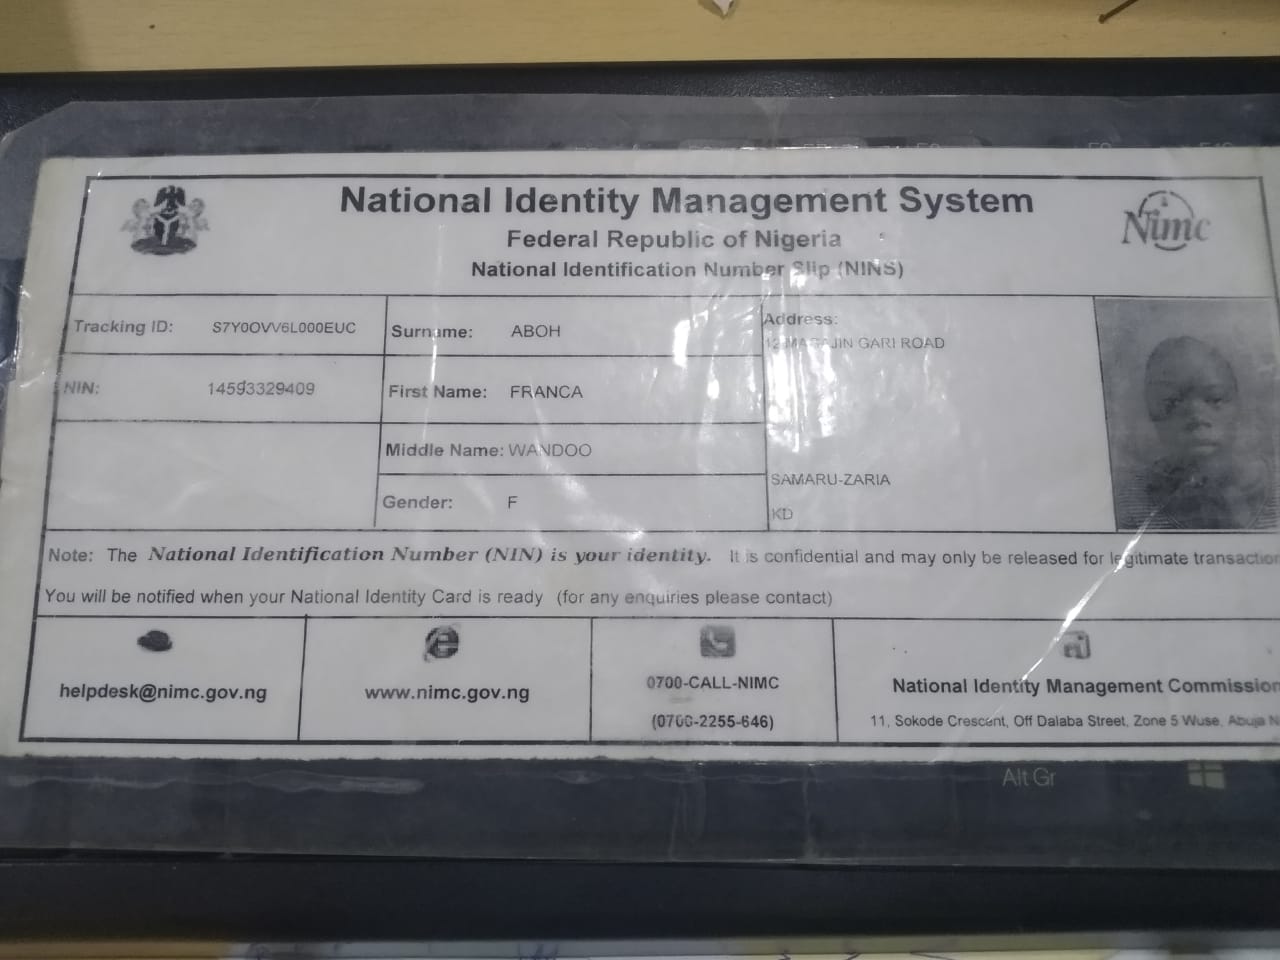 National Identity Management System
Federal Republic of Nigeria
National Identification Number Slip (NINS)
Nimc
Tracking ID: S7Y0OVV6L000EUC
NIN: 14593329409
Surname: ABOH
First Name: FRANCA
Middle Name: WANDOO
Gender: F
Address:
12 MAGAJIN GARI ROAD
SAMARU-ZARIA
KD
Note: The National Identification Number (NIN) is your identity. It is confidential and may only be released for legitimate transaction
You will be notified when your National Identity Card is ready (for any enquiries please contact)
helpdesk@nimc.gov.ng
www.nimc.gov.ng
0700-CALL-NIMC
(0700-2255-646)
National Identity Management Commission
11, Sokode Crescent, Off Dalaba Street, Zone 5 Wuse, Abuja
Alt Gr